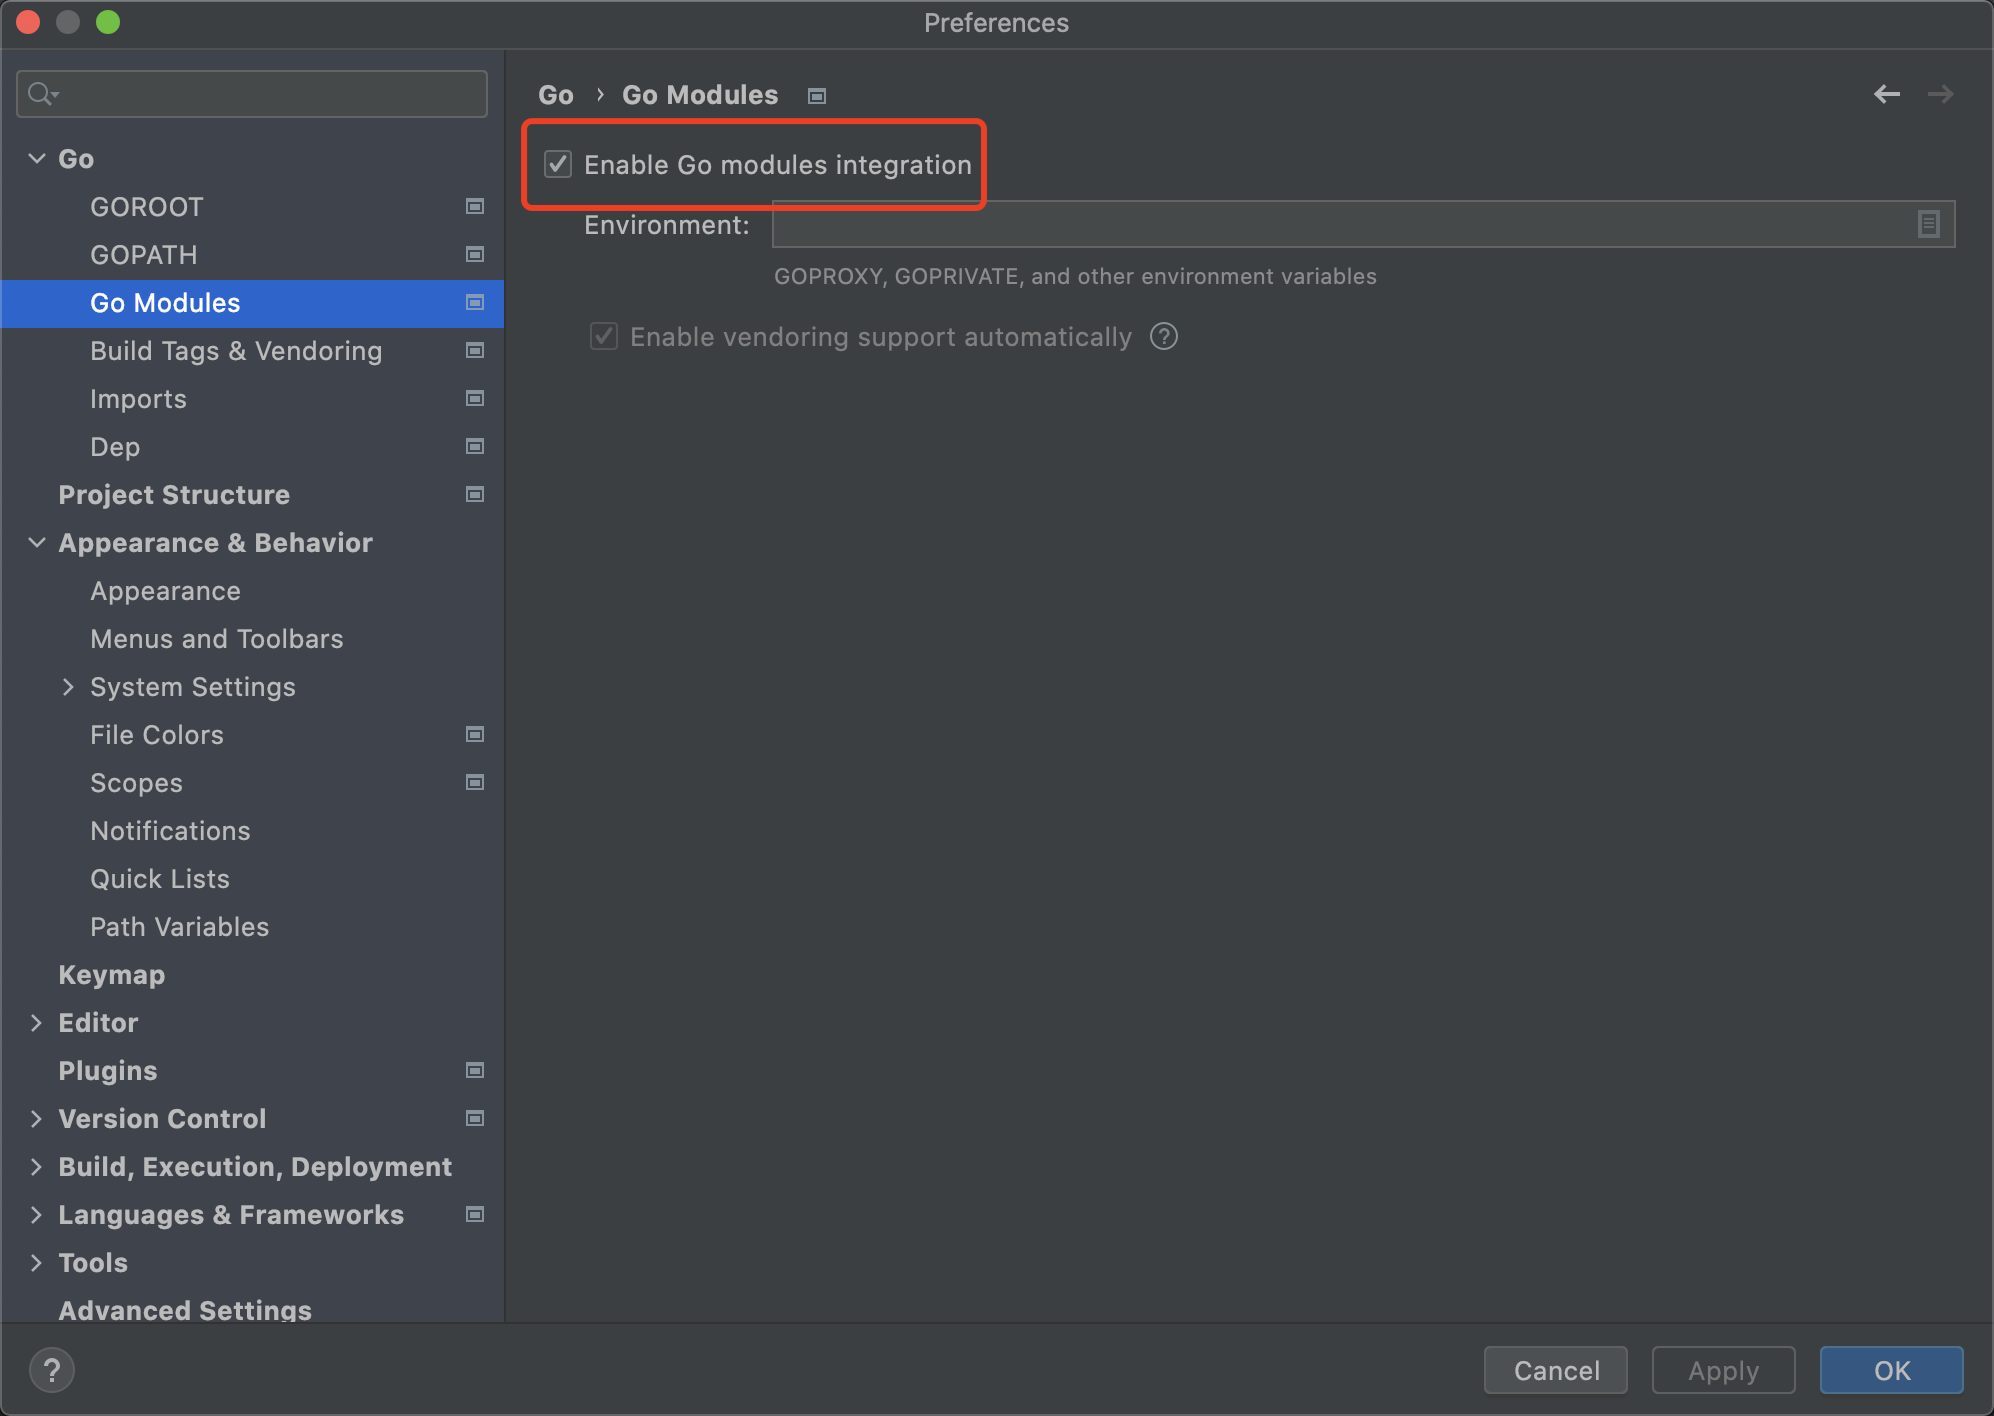 Preferences
Go
GOROOT
GOPATH
Go Modules
Build Tags & Vendoring
Imports
Dep
Project Structure
Appearance & Behavior
Appearance
Menus and Toolbars
System Settings
File Colors
Scopes
Notifications
Quick Lists
Path Variables
Keymap
Editor
Plugins
Version Control
Build, Execution, Deployment
Languages & Frameworks
Tools
Advanced Settings
Go › Go Modules
Enable Go modules integration
Environment:
GOPROXY, GOPRIVATE, and other environment variables
Enable vendoring support automatically ?
? Cancel Apply OK